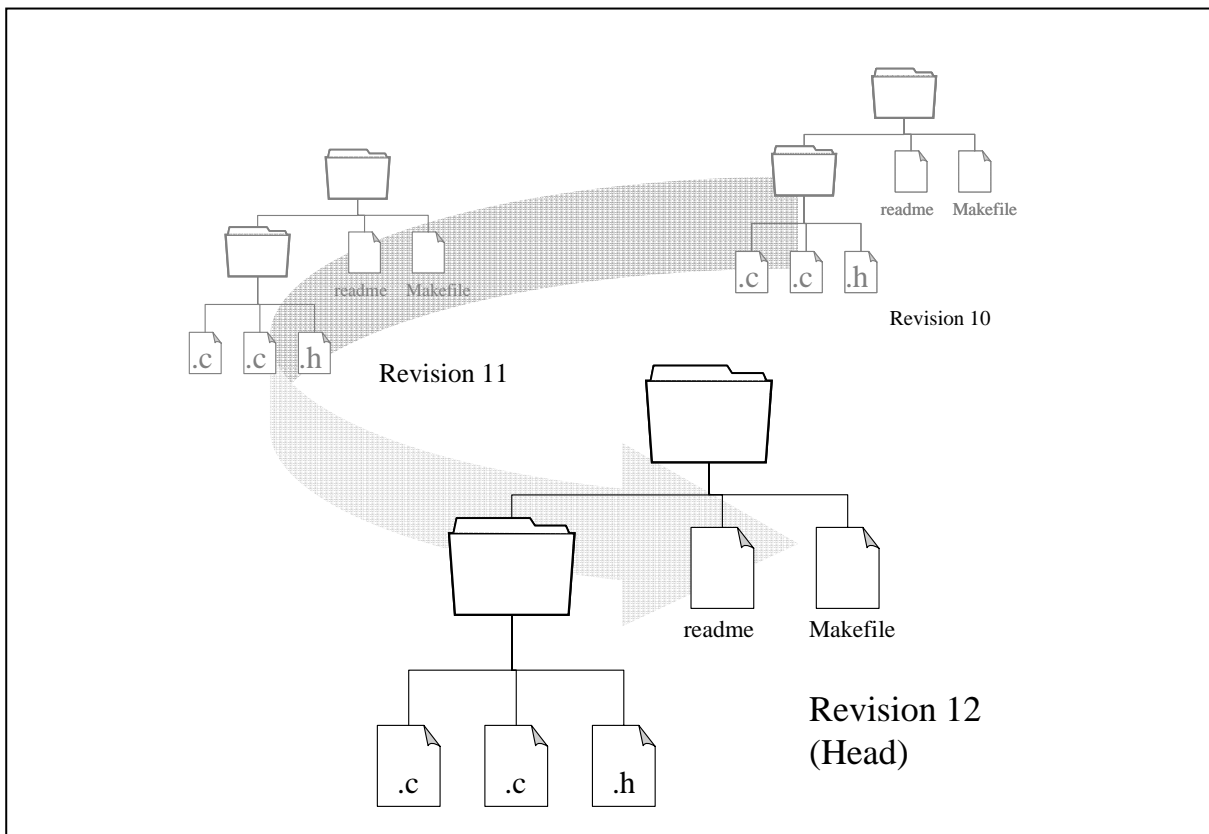 readme
Makefile
.c
.c
.h
Revision 10
readme
Makefile
.c
.c
.h
Revision 11
readme
Makefile
.c
.c
.h
Revision 12
(Head)